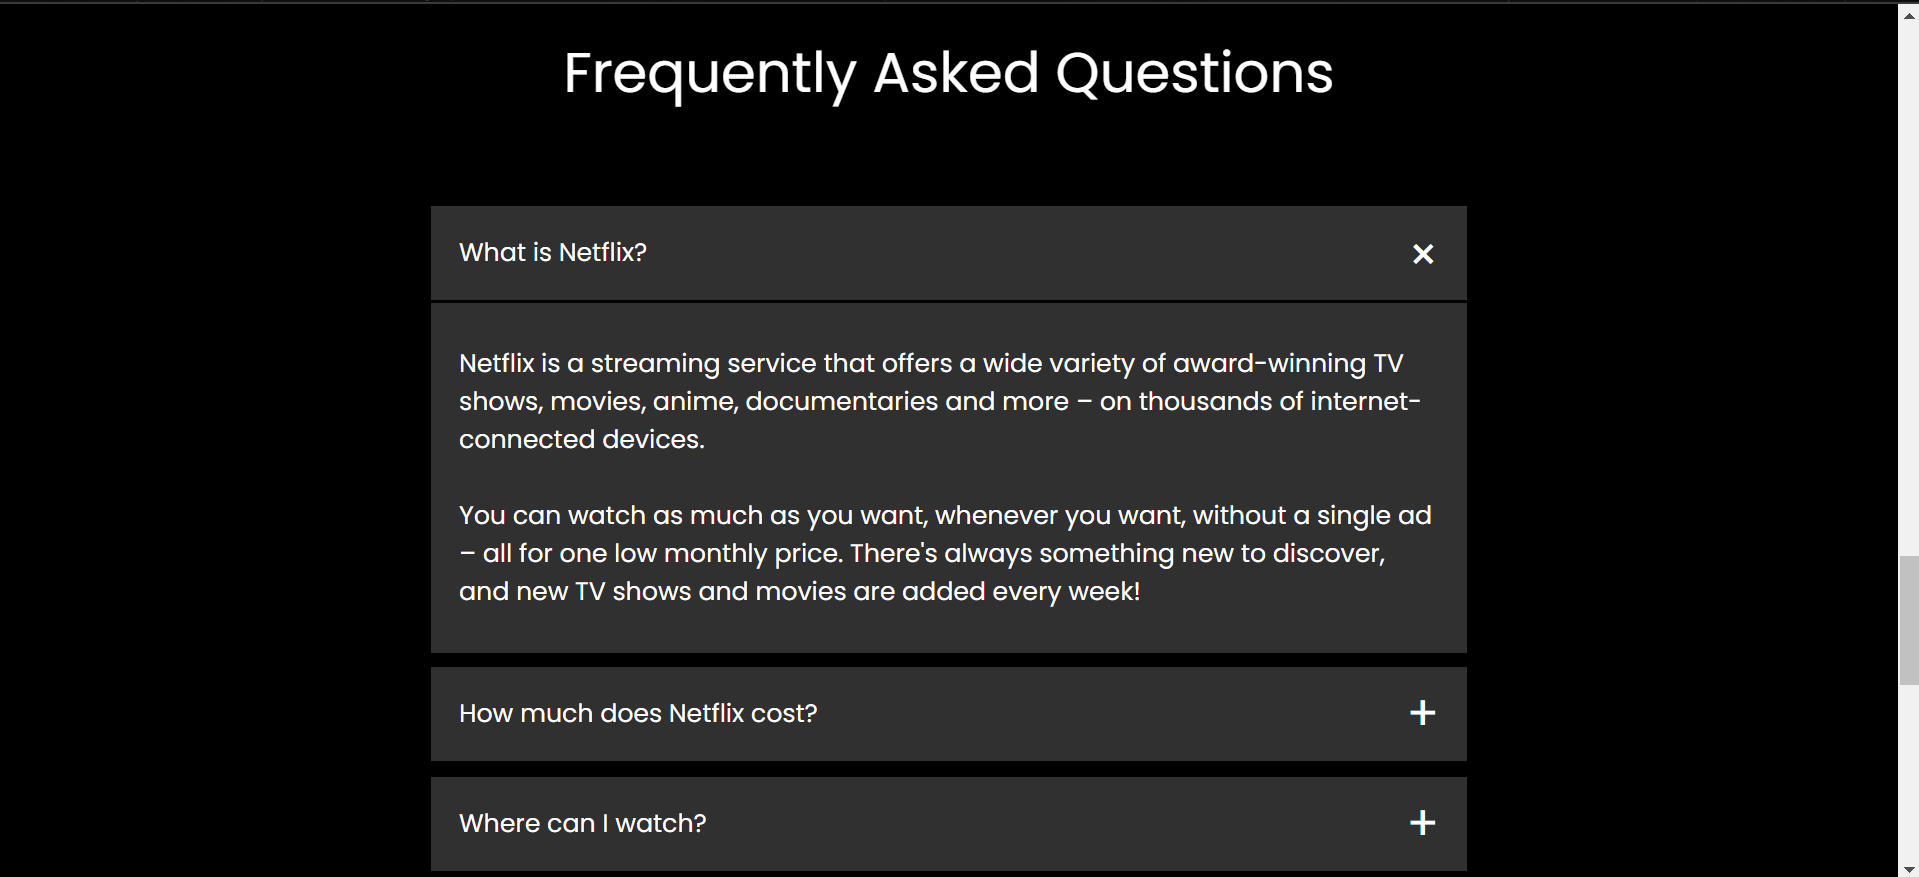 Frequently Asked Questions
What is Netflix?
Netflix is a streaming service that offers a wide variety of award-winning TV
shows, movies, anime, documentaries and more – on thousands of internet-
connected devices.
You can watch as much as you want, whenever you want, without a single ad
– all for one low monthly price. There's always something new to discover,
and new TV shows and movies are added every week!
How much does Netflix cost?
Where can I watch?